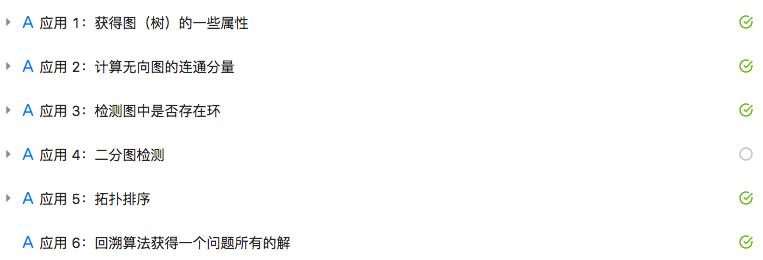 A 应用 1：获得图（树）的一些属性
A 应用 2：计算无向图的连通分量
A 应用 3：检测图中是否存在环
A 应用 4：二分图检测
A 应用 5：拓扑排序
A 应用 6：回溯算法获得一个问题所有的解